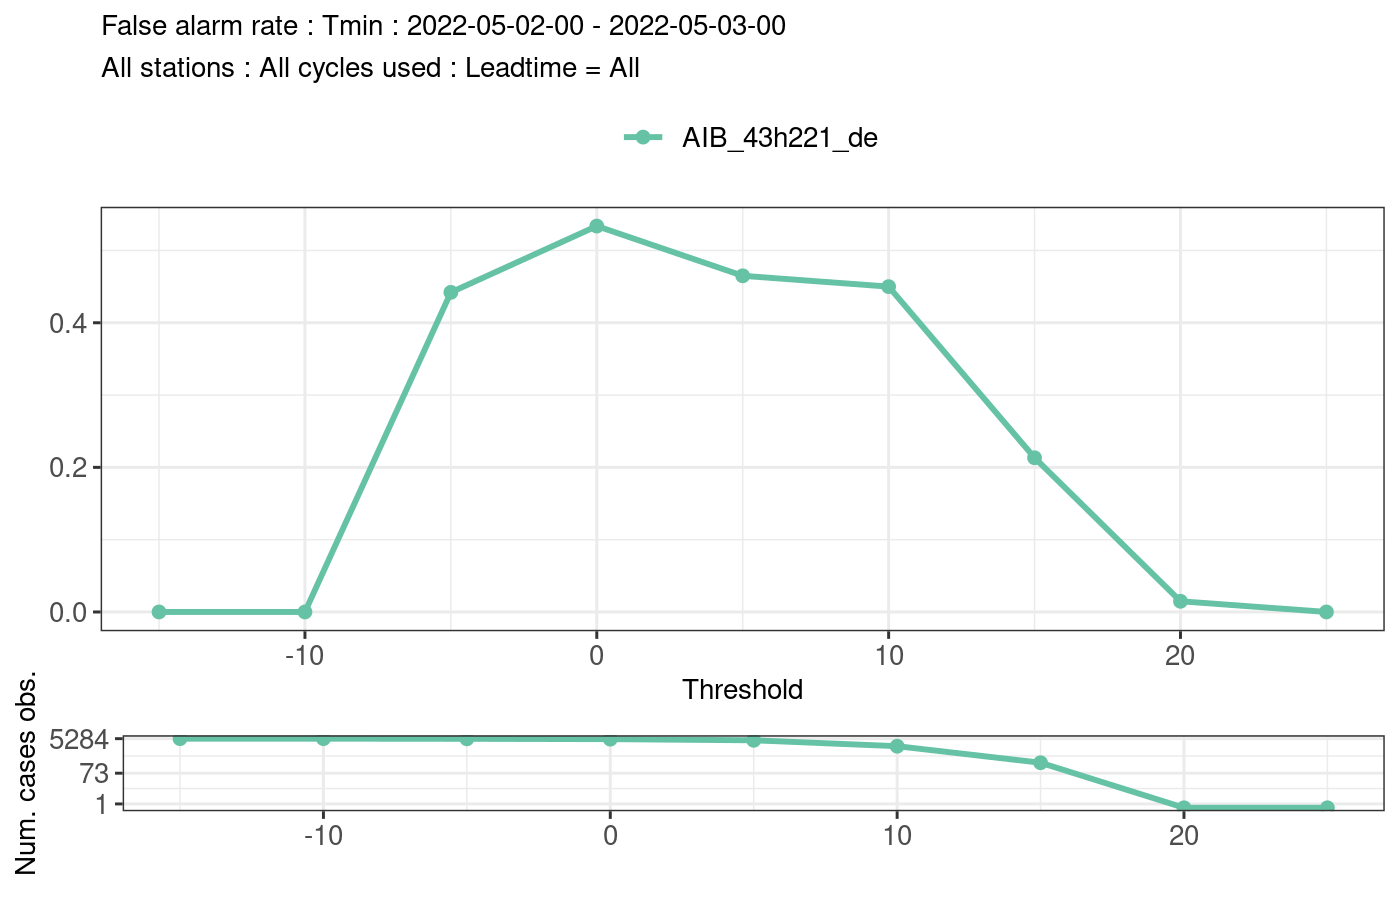 False alarm rate : Tmin : 2022-05-02-00 - 2022-05-03-00
All stations : All cycles used : Leadtime = All
AIB_43h221_de
0.4
0.2
0.0
-10 0 10 20
Threshold
Num. cases obs.
5284
73
1
-10 0 10 20